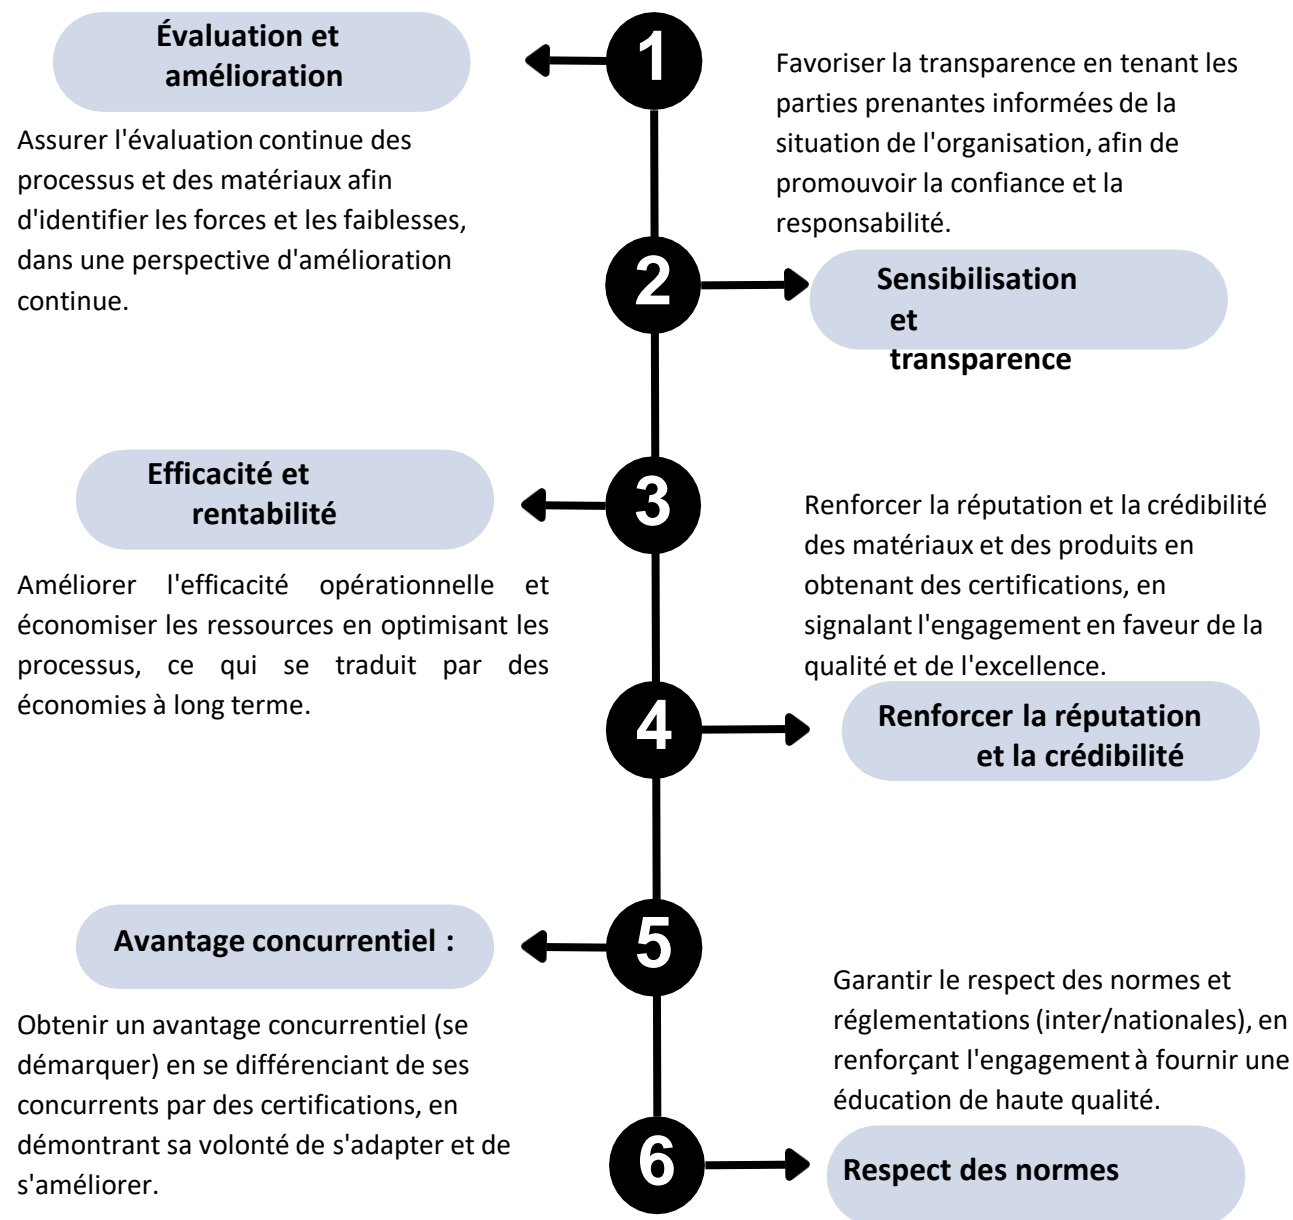 1
Évaluation et
amélioration
Assurer l'évaluation continue des
processus et des matériaux afin
d'identifier les forces et les faiblesses,
dans une perspective d'amélioration
continue.
Favoriser la transparence en tenant les
parties prenantes informées de la
situation de l'organisation, afin de
promouvoir la confiance et la
responsabilité.
2
Sensibilisation
et
transparence
3
Efficacité et
rentabilité
Améliorer l'efficacité opérationnelle et
économiser les ressources en optimisant les
processus, ce qui se traduit par des
économies à long terme.
Renforcer la réputation et la crédibilité
des matériaux et des produits en
obtenant des certifications, en
signalant l'engagement en faveur de la
qualité et de l'excellence.
4
Renforcer la réputation
et la crédibilité
5
Avantage concurrentiel :
Obtenir un avantage concurrentiel (se
démarquer) en se différenciant de ses
concurrents par des certifications, en
démontrant sa volonté de s'adapter et de
s'améliorer.
Garantir le respect des normes et
réglementations (inter/nationales), en
renforçant l'engagement à fournir une
éducation de haute qualité.
6
Respect des normes